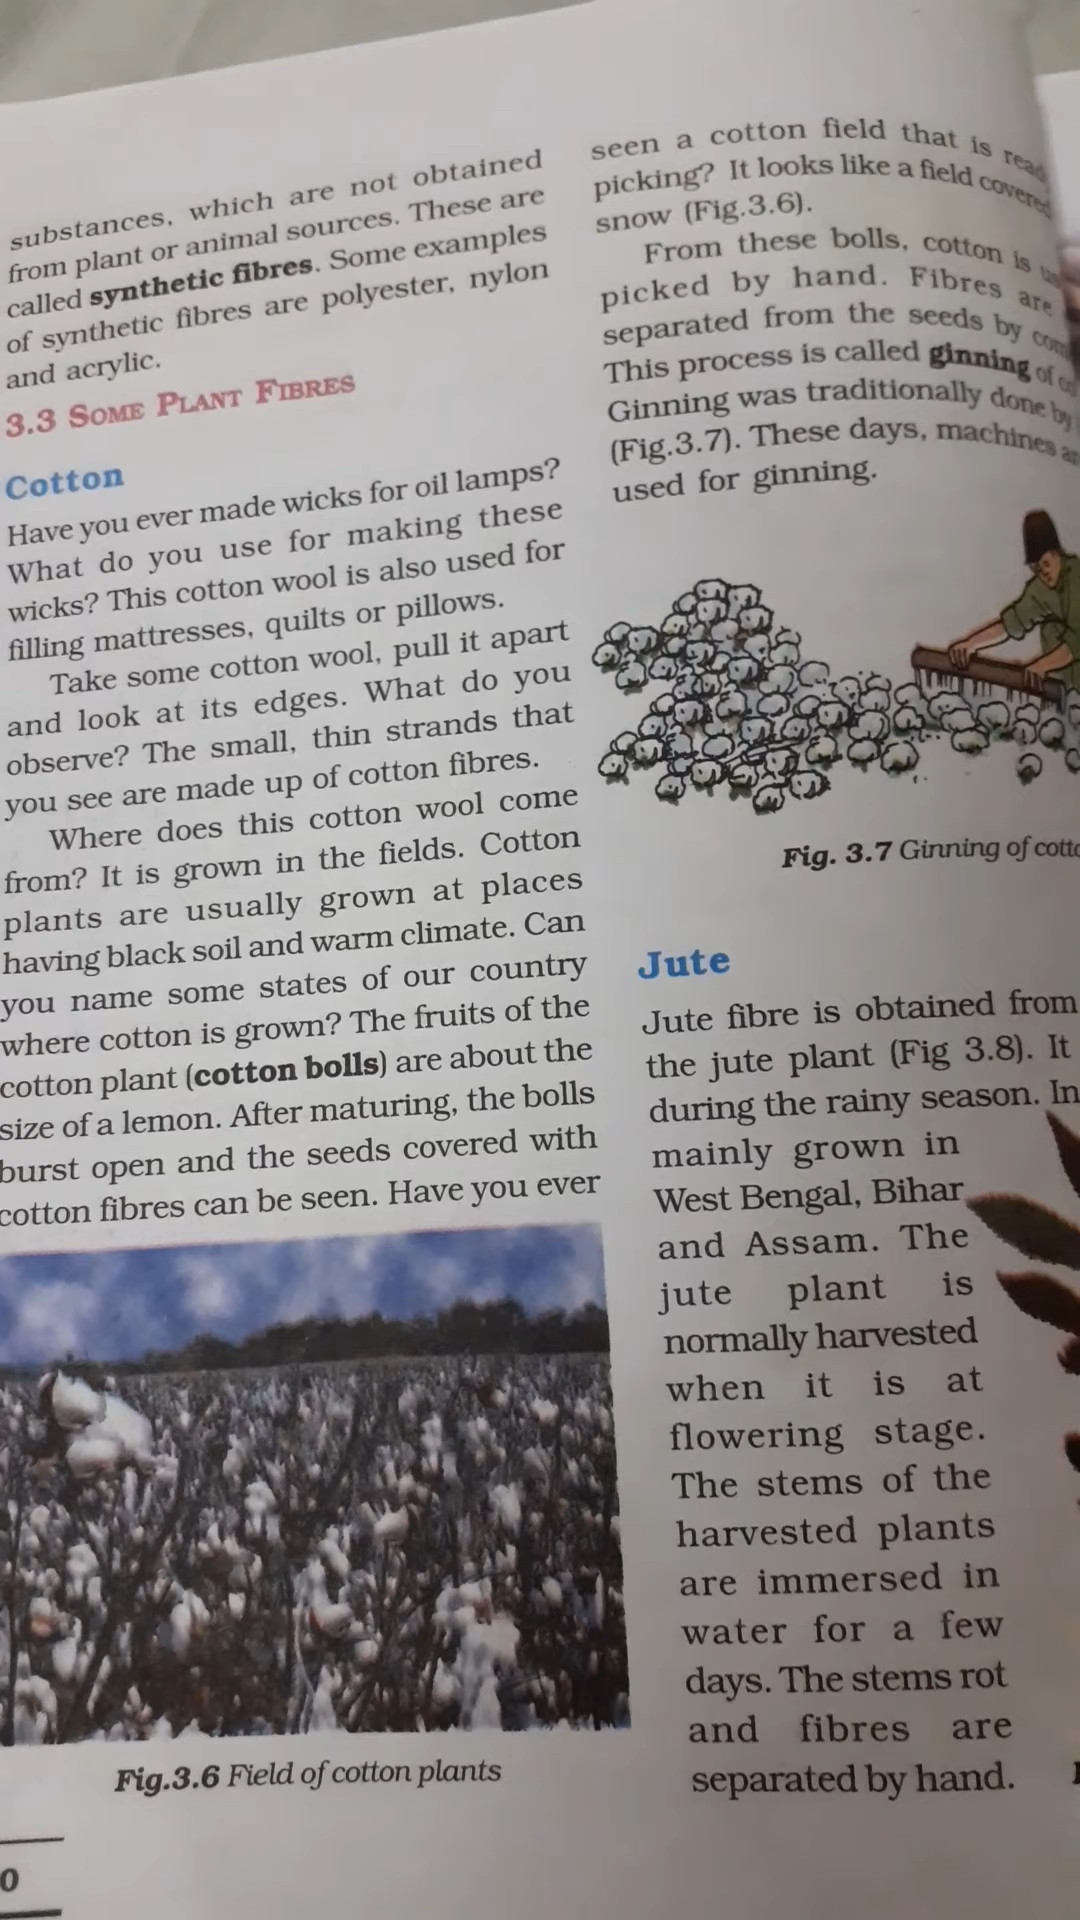 substances, which are not obtained
from plant or animal sources. These are
called synthetic fibres. Some examples
of synthetic fibres are polyester, nylon
and acrylic.
3.3 SOME PLANT FIBRES
Cotton
Have you ever made wicks for oil lamps?
What do you use for making these
wicks? This cotton wool is also used for
filling mattresses, quilts or pillows.
Take some cotton wool, pull it apart
and look at its edges. What do you
observe? The small, thin strands that
you see are made up of cotton fibres.
Where does this cotton wool come
from? It is grown in the fields. Cotton
plants are usually grown at places
having black soil and warm climate. Can
you name some states of our country
where cotton is grown? The fruits of the
cotton plant (cotton bolls) are about the
size of a lemon. After maturing, the bolls
burst open and the seeds covered with
cotton fibres can be seen. Have you ever
Fig.3.6 Field of cotton plants
seen a cotton field that is
picking? It looks like a field covered
snow (Fig.3.6).
From these bolls, cotton is
picked by hand. Fibres are
separated from the seeds by
This process is called ginning of
Ginning was traditionally done by
(Fig.3.7). These days, machines
used for ginning.
Fig. 3.7 Ginning of
Jute
Jute fibre is obtained from
the jute plant (Fig 3.8). It
during the rainy season. In
mainly grown in
West Bengal, Bihar
and Assam. The
jute plant is
normally harvested
when it is at
flowering stage.
The stems of the
harvested plants
are immersed in
water for a few
days. The stems rot
and fibres are
separated by hand.